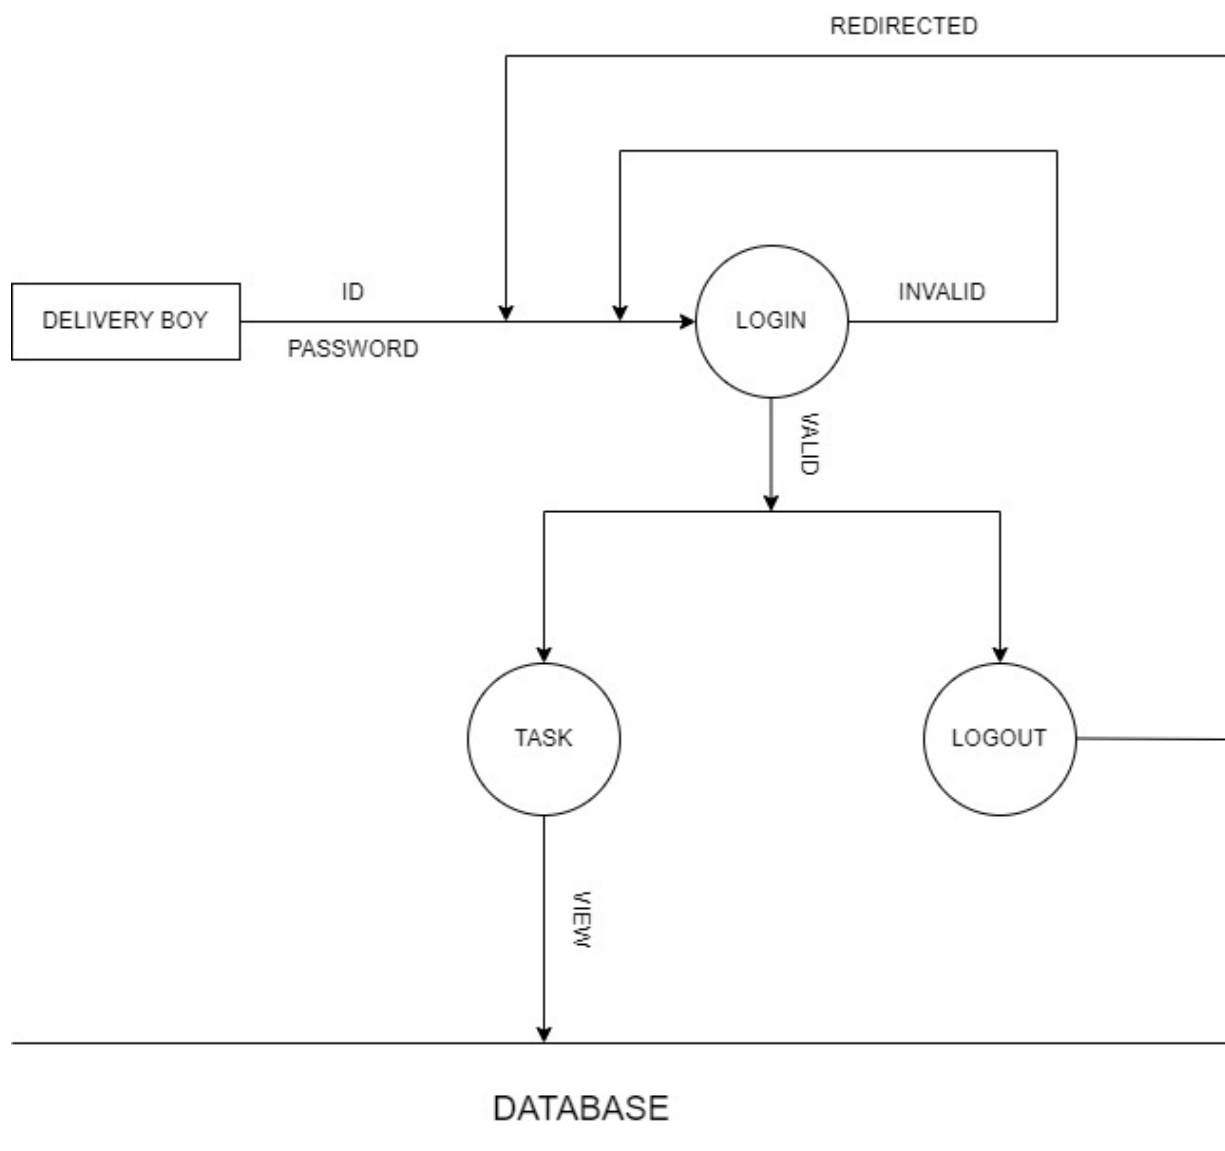 REDIRECTED
ID
INVALID
DELIVERY BOY
LOGIN
PASSWORD
VALID
TASK
LOGOUT
VIEW
DATABASE